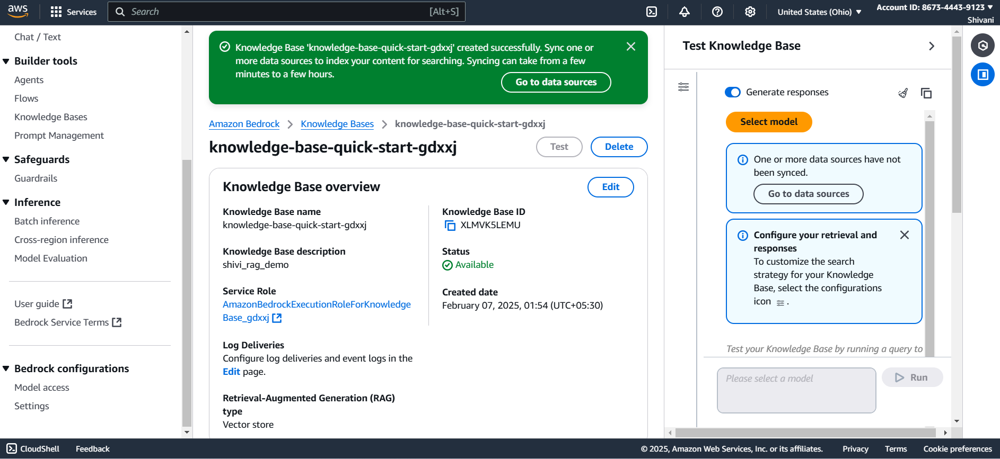 aws
Services
Search
[Alt+S]
United States (Ohio)
Account ID: 8673-4443-9123
Shivani
Chat / Text
Builder tools
Agents
Flows
Knowledge Bases
Prompt Management
Safeguards
Guardrails
Inference
Batch inference
Cross-region inference
Model Evaluation
User guide
Bedrock Service Terms
Bedrock configurations
Model access
Settings
Knowledge Base 'knowledge-base-quick-start-gdxxj' created successfully. Sync one or
more data sources to index your content for searching. Syncing can take from a few
minutes to a few hours.
Go to data sources
Amazon Bedrock
Knowledge Bases
knowledge-base-quick-start-gdxxj
knowledge-base-quick-start-gdxxj
Test
Delete
Knowledge Base overview
Edit
Knowledge Base name
knowledge-base-quick-start-gdxxj
Knowledge Base description
shivi_rag_demo
Service Role
AmazonBedrockExecutionRoleForKnowledge
Base_gdxxj
Log Deliveries
Configure log deliveries and event logs in the
Edit page.
Retrieval-Augmented Generation (RAG)
type
Vector store
Knowledge Base ID
XLMVK5LEMU
Status
Available
Created date
February 07, 2025, 01:54 (UTC+05:30)
Test Knowledge Base
Generate responses
Select model
One or more data sources have not
been synced.
Go to data sources
Configure your retrieval and
responses
To customize the search
strategy for your Knowledge
Base, select the configurations
icon .
Test your Knowledge Base by running a query to
Please select a model
Run
CloudShell
Feedback
© 2025, Amazon Web Services, Inc. or its affiliates.
Privacy
Terms
Cookie preferences